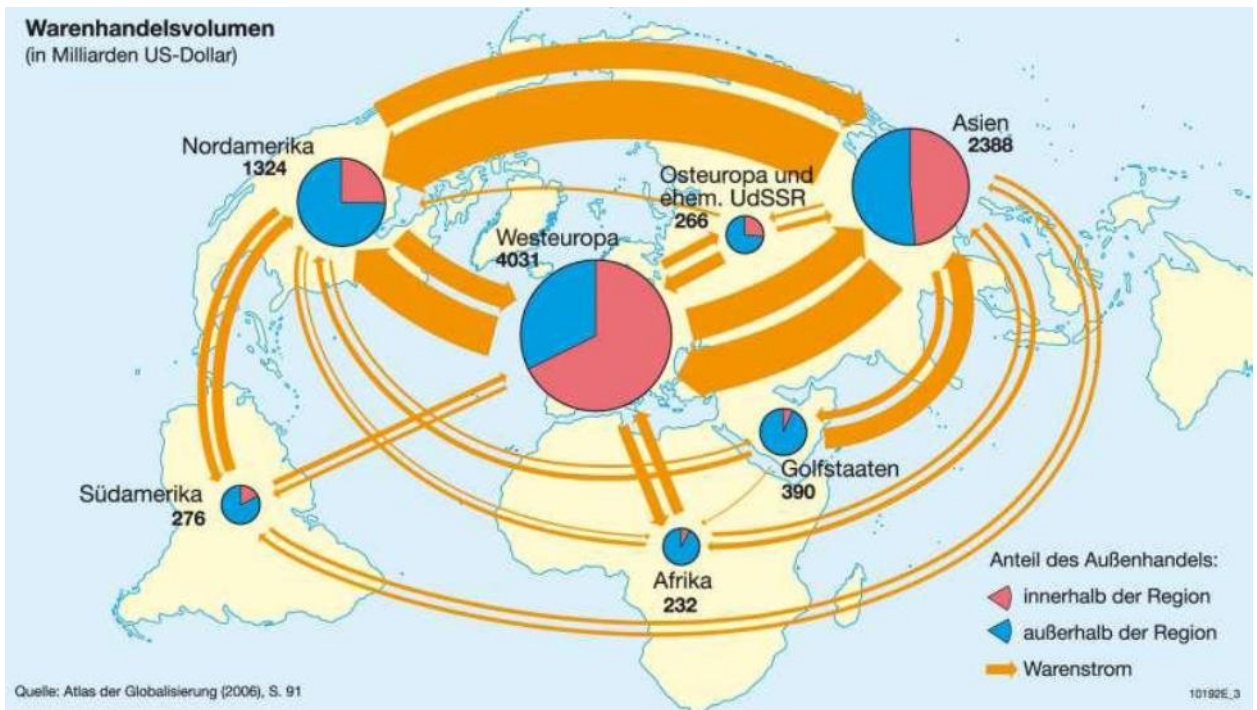 Warenhandelsvolumen
(in Milliarden US-Dollar)
Nordamerika
1324
Asien
2388
Osteuropa und
ehem. UdSSR
266
Westeuropa
4031
Golfstaaten
390
Südamerika
276
Afrika
232
Anteil des Außenhandels:
innerhalb der Region
außerhalb der Region
Warenstrom
Quelle: Atlas der Globalisierung (2006), S. 91
10192E_3